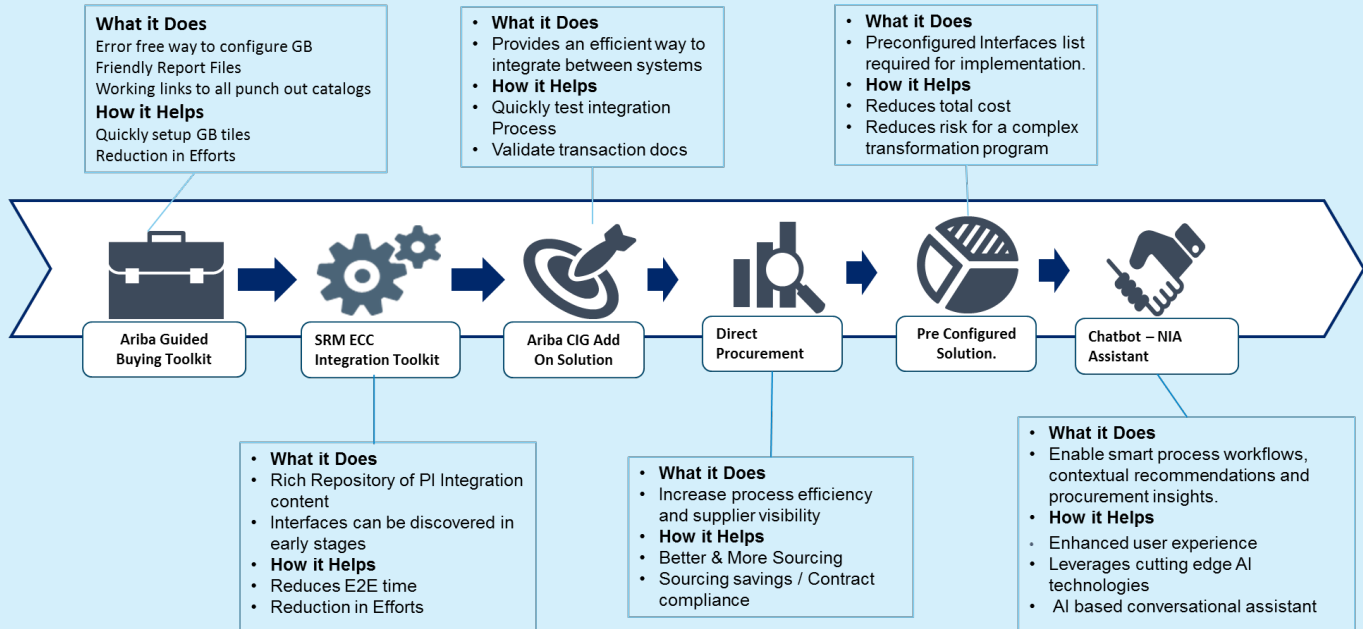 What it Does
Error free way to configure GB
Friendly Report Files
Working links to all punch out catalogs
How it Helps
Quickly setup GB tiles
Reduction in Efforts
• What it Does
• Provides an efficient way to
integrate between systems
• How it Helps
• Quickly test integration
Process
• Validate transaction docs
• What it Does
• Preconfigured Interfaces list
required for implementation.
• How it Helps
• Reduces total cost
• Reduces risk for a complex
transformation program
Ariba Guided
Buying Toolkit
SRM ECC
Integration Toolkit
Ariba CIG Add
On Solution
Direct
Procurement
Pre Configured
Solution.
Chatbot – NIA
Assistant
• What it Does
• Rich Repository of PI Integration
content
• Interfaces can be discovered in
early stages
• How it Helps
• Reduces E2E time
• Reduction in Efforts
• What it Does
• Increase process efficiency
and supplier visibility
• How it Helps
• Better & More Sourcing
• Sourcing savings / Contract
compliance
• What it Does
• Enable smart process workflows,
contextual recommendations and
procurement insights.
• How it Helps
• Enhanced user experience
• Leverages cutting edge AI
technologies
• AI based conversational assistant